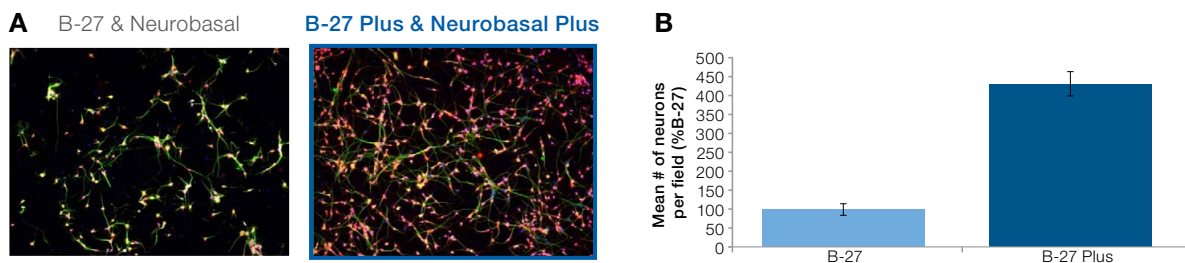 A
B-27 & Neurobasal
B-27 Plus & Neurobasal Plus
B
Mean # of neurons
per field (%B-27)
500
450
400
350
300
250
200
150
100
50
0
B-27
B-27 Plus